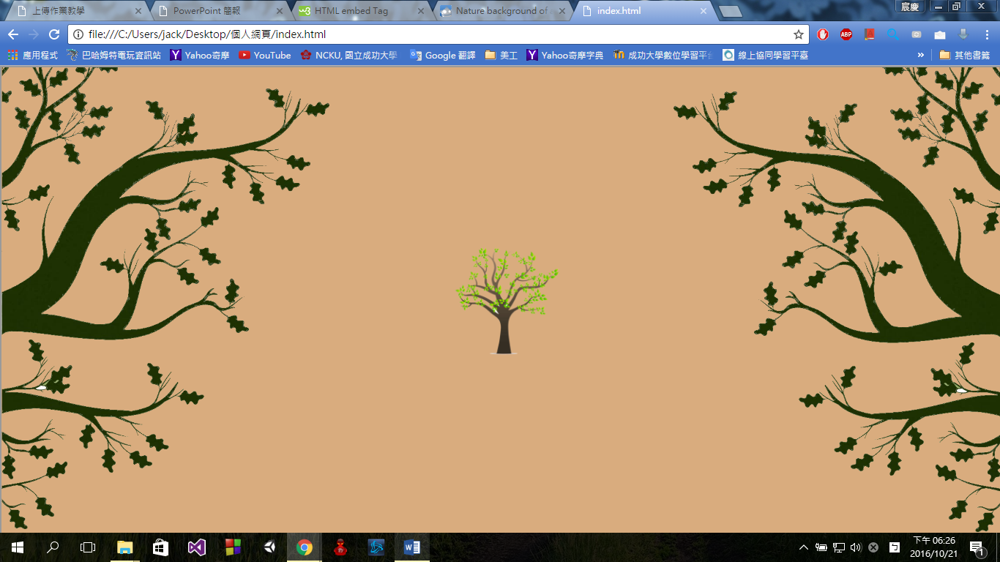 上傳作業教學 PowerPoint 簡報 HTML embed Tag Nature background of index.html 宸慶
file:///C:/Users/jack/Desktop/個人網頁/index.html ABP
應用程式 巴哈姆特電玩資訊站 Yahoo奇摩 YouTube NCKU, 國立成功大學 Google 翻譯 美工 Yahoo奇摩字典 成功大學數位學習平台 線上協同學習平臺 » 其他書籤
下午 06:26
2016/10/21 1